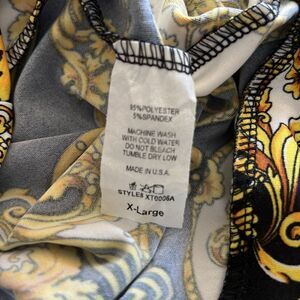 95%POLYESTER
5%SPANDEX
MACHINE WASH
WITH COLD WATER
DO NOT BLEACH
TUMBLE DRY LOW
MADE IN U.S.A.
STYLE# XT0006A
X-Large